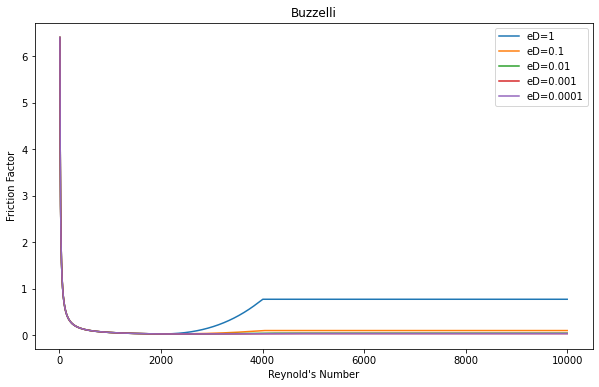 Buzzelli
eD=1
eD=0.1
eD=0.01
eD=0.001
eD=0.0001
Friction Factor
6
5
4
3
2
1
0
0 2000 4000 6000 8000 10000
Reynold's Number